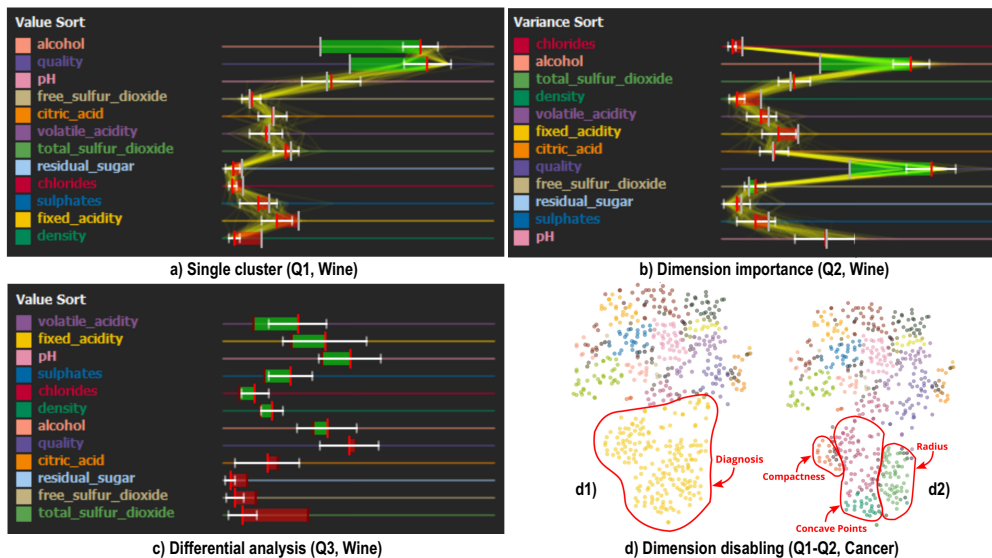 Value Sort
alcohol
quality
pH
free_sulfur_dioxide
citric_acid
volatile_acidity
total_sulfur_dioxide
residual_sugar
chlorides
sulphates
fixed_acidity
density
a) Single cluster (Q1, Wine)
Variance Sort
chlorides
alcohol
total_sulfur_dioxide
density
volatile_acidity
fixed_acidity
citric_acid
quality
free_sulfur_dioxide
residual_sugar
sulphates
pH
b) Dimension importance (Q2, Wine)
Value Sort
volatile_acidity
fixed_acidity
pH
sulphates
chlorides
density
alcohol
quality
citric_acid
residual_sugar
free_sulfur_dioxide
total_sulfur_dioxide
c) Differential analysis (Q3, Wine)
Diagnosis
d1)
Compactness
Radius
d2)
Concave Points
d) Dimension disabling (Q1-Q2, Cancer)